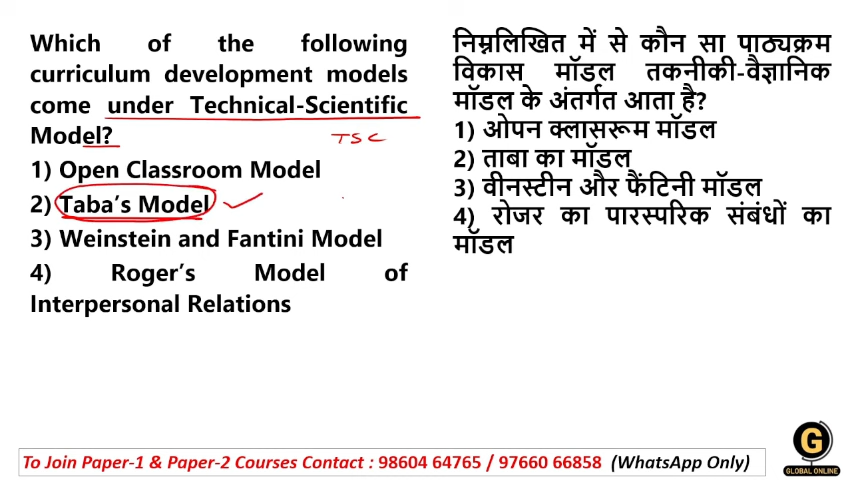 Which of the following
curriculum development models
come under Technical-Scientific
Model?
TSC
1) Open Classroom Model
2) Taba's Model
3) Weinstein and Fantini Model
4) Roger's Model of
Interpersonal Relations
निम्नलिखित में से कौन सा पाठ्यक्रम
विकास मॉडल तकनीकी-वैज्ञानिक
मॉडल के अंतर्गत आता है?
1) ओपन क्लासरूम मॉडल
2) ताबा का मॉडल
3) वीनस्टीन और फैंटिनी मॉडल
4) रोजर का पारस्परिक संबंधों का
मॉडल
G
GLOBAL ONLINE
To Join Paper-1 & Paper-2 Courses Contact : 98604 64765 / 97660 66858 (WhatsApp Only)